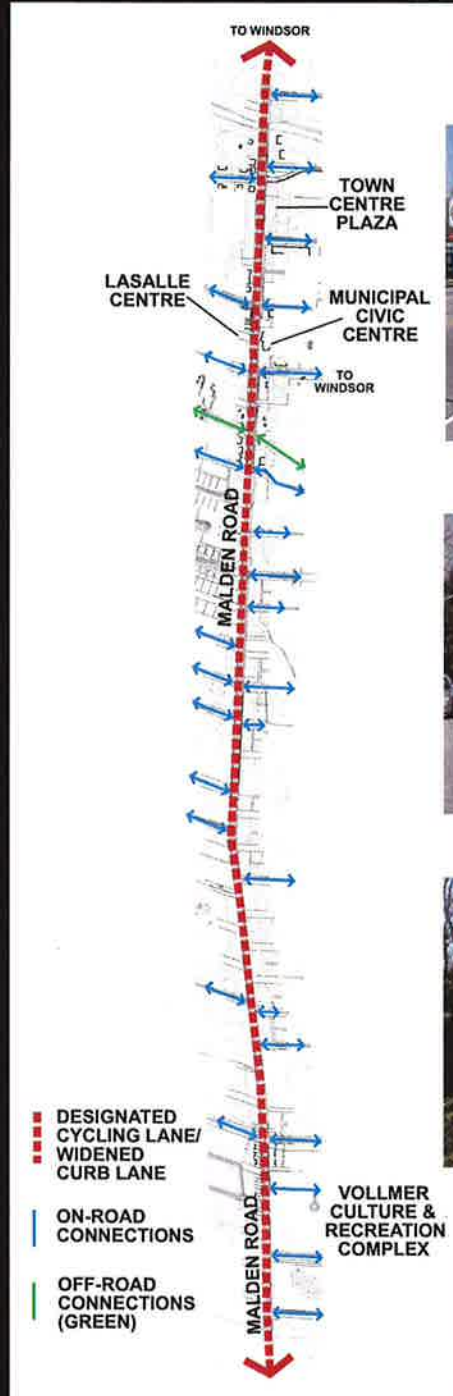 TO WINDSOR
TOWN
CENTRE
PLAZA
LASALLE
CENTRE
MUNICIPAL
CIVIC
CENTRE
TO
WINDSOR
MALDEN ROAD
DESIGNATED
CYCLING LANE/
WIDENED
CURB LANE
ON-ROAD
CONNECTIONS
OFF-ROAD
CONNECTIONS
(GREEN)
MALDEN ROAD
VOLLMER
CULTURE &
RECREATION
COMPLEX